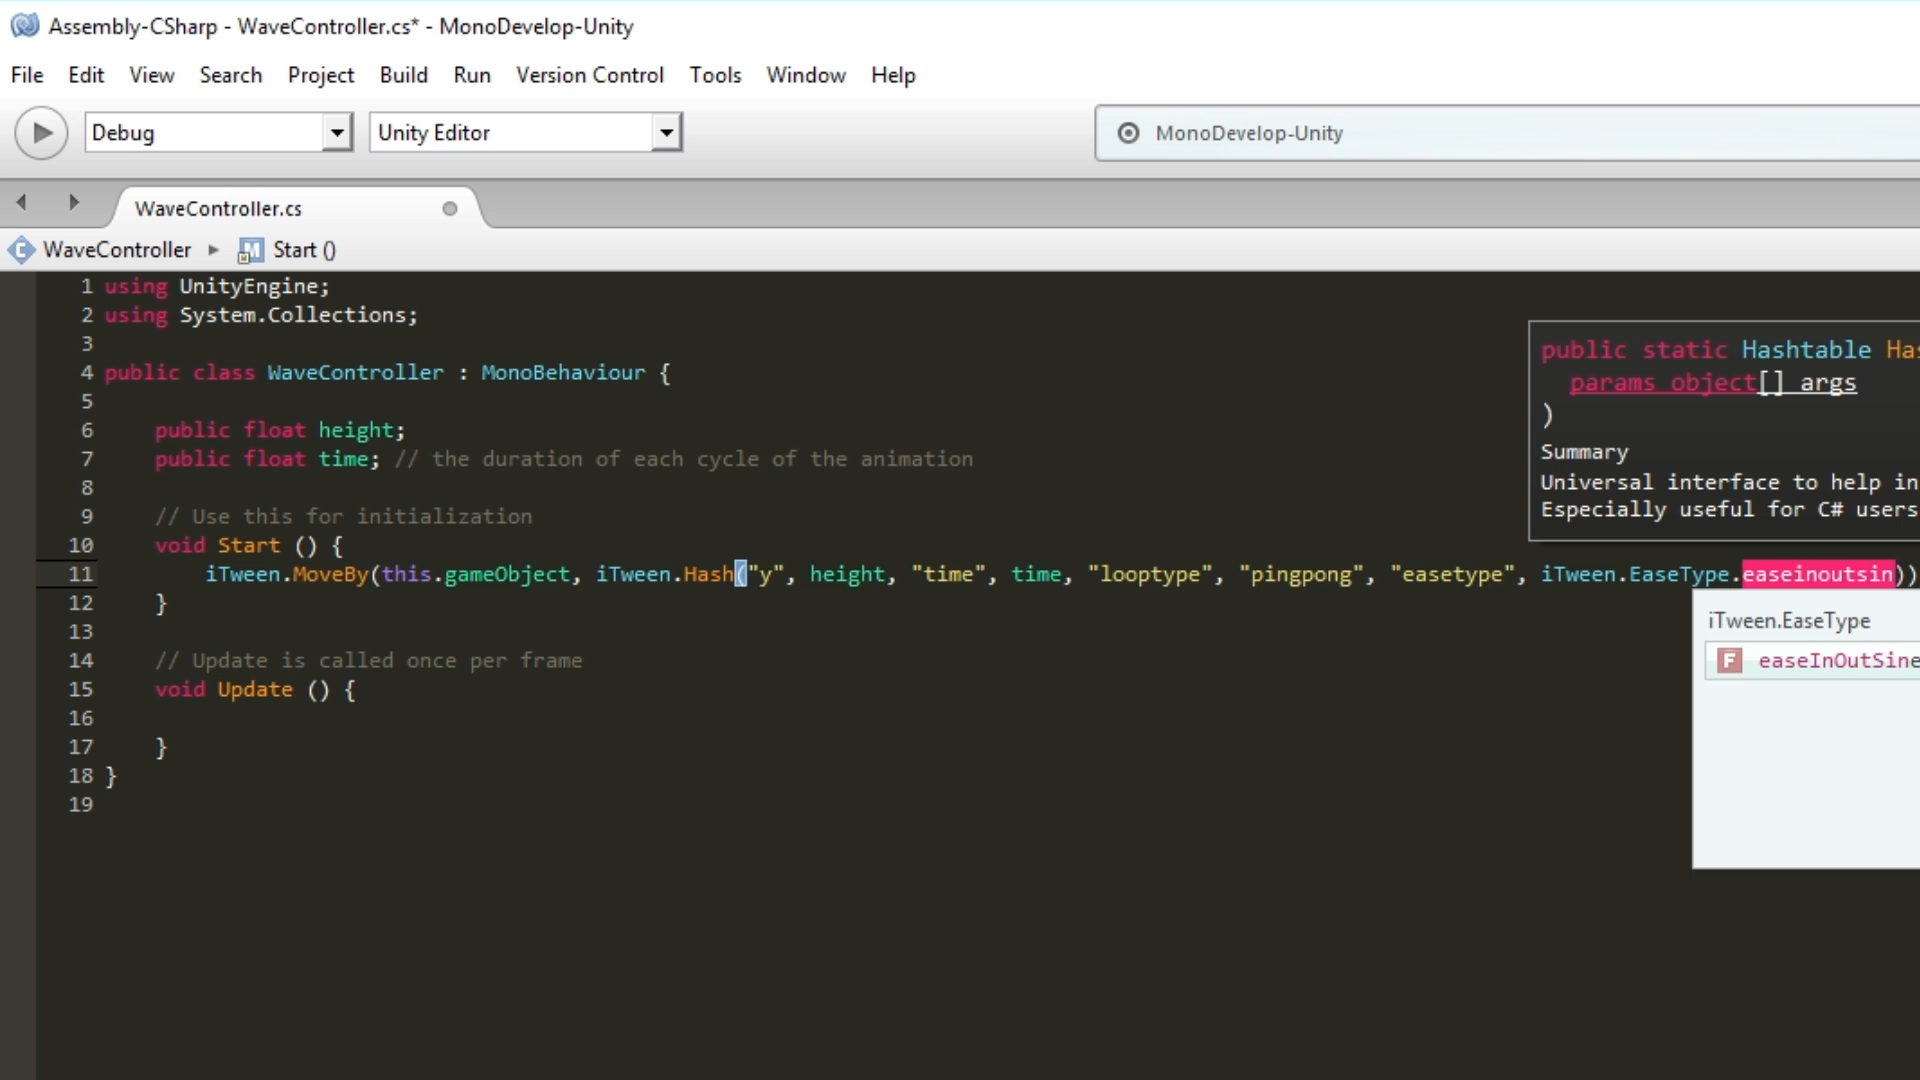 Assembly-CSharp - WaveController.cs* - MonoDevelop-Unity
File Edit View Search Project Build Run Version Control Tools Window Help
Debug Unity Editor MonoDevelop-Unity
WaveController.cs
WaveController Start ()
1 using UnityEngine;
2 using System.Collections;
3
4 public class WaveController : MonoBehaviour {
5
6 public float height;
7 public float time; // the duration of each cycle of the animation
8
9 // Use this for initialization
10 void Start () {
11 iTween.MoveBy(this.gameObject, iTween.Hash("y", height, "time", time, "looptype", "pingpong", "easetype", iTween.EaseType.easeinoutsin))
12 }
13
14 // Update is called once per frame
15 void Update () {
16
17 }
18 }
19
public static Hashtable Has
params object[] args
)
Summary
Universal interface to help in
Especially useful for C# users
iTween.EaseType
F easeInOutSine